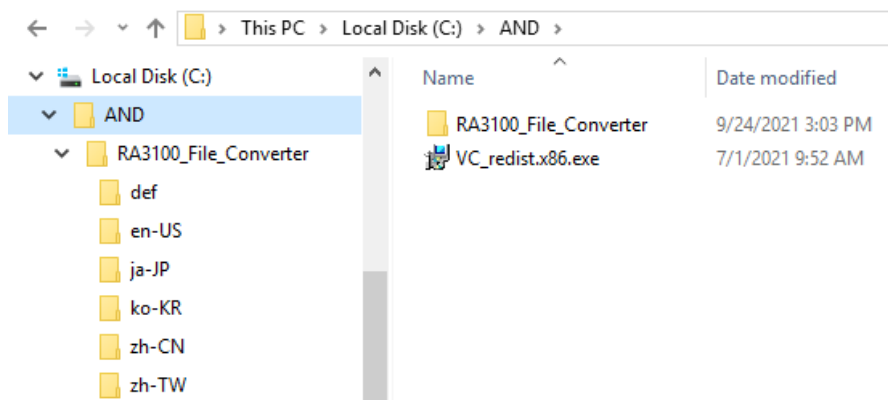 This PC > Local Disk (C:) > AND >
Local Disk (C:)
AND
RA3100_File_Converter
def
en-US
ja-JP
ko-KR
zh-CN
zh-TW
Name Date modified
RA3100_File_Converter 9/24/2021 3:03 PM
VC_redist.x86.exe 7/1/2021 9:52 AM